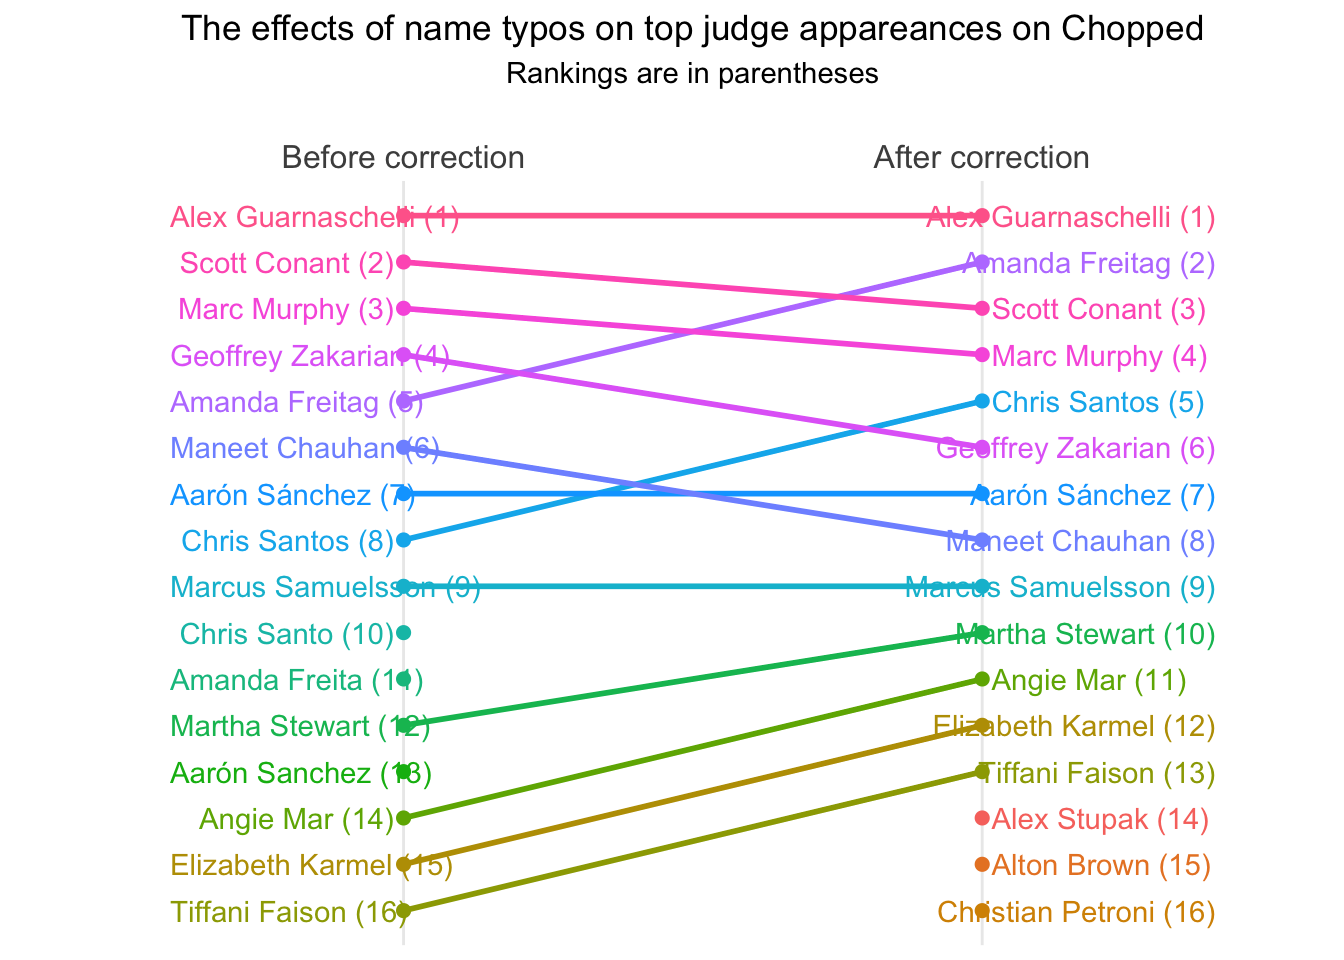 The effects of name typos on top judge appareances on Chopped
Rankings are in parentheses
Before correction
After correction
Alex Guarnaschelli (1)
Alex Guarnaschelli (1)
Scott Conant (2)
Amanda Freitag (2)
Marc Murphy (3)
Scott Conant (3)
Geoffrey Zakarian (4)
Marc Murphy (4)
Amanda Freitag (5)
Chris Santos (5)
Maneet Chauhan (6)
Geoffrey Zakarian (6)
Aarón Sánchez (7)
Aarón Sánchez (7)
Chris Santos (8)
Maneet Chauhan (8)
Marcus Samuelsson (9)
Marcus Samuelsson (9)
Chris Santo (10)
Martha Stewart (10)
Amanda Freita (11)
Angie Mar (11)
Martha Stewart (12)
Elizabeth Karmel (12)
Aarón Sanchez (13)
Tiffani Faison (13)
Angie Mar (14)
Alex Stupak (14)
Elizabeth Karmel (15)
Alton Brown (15)
Tiffani Faison (16)
Christian Petroni (16)